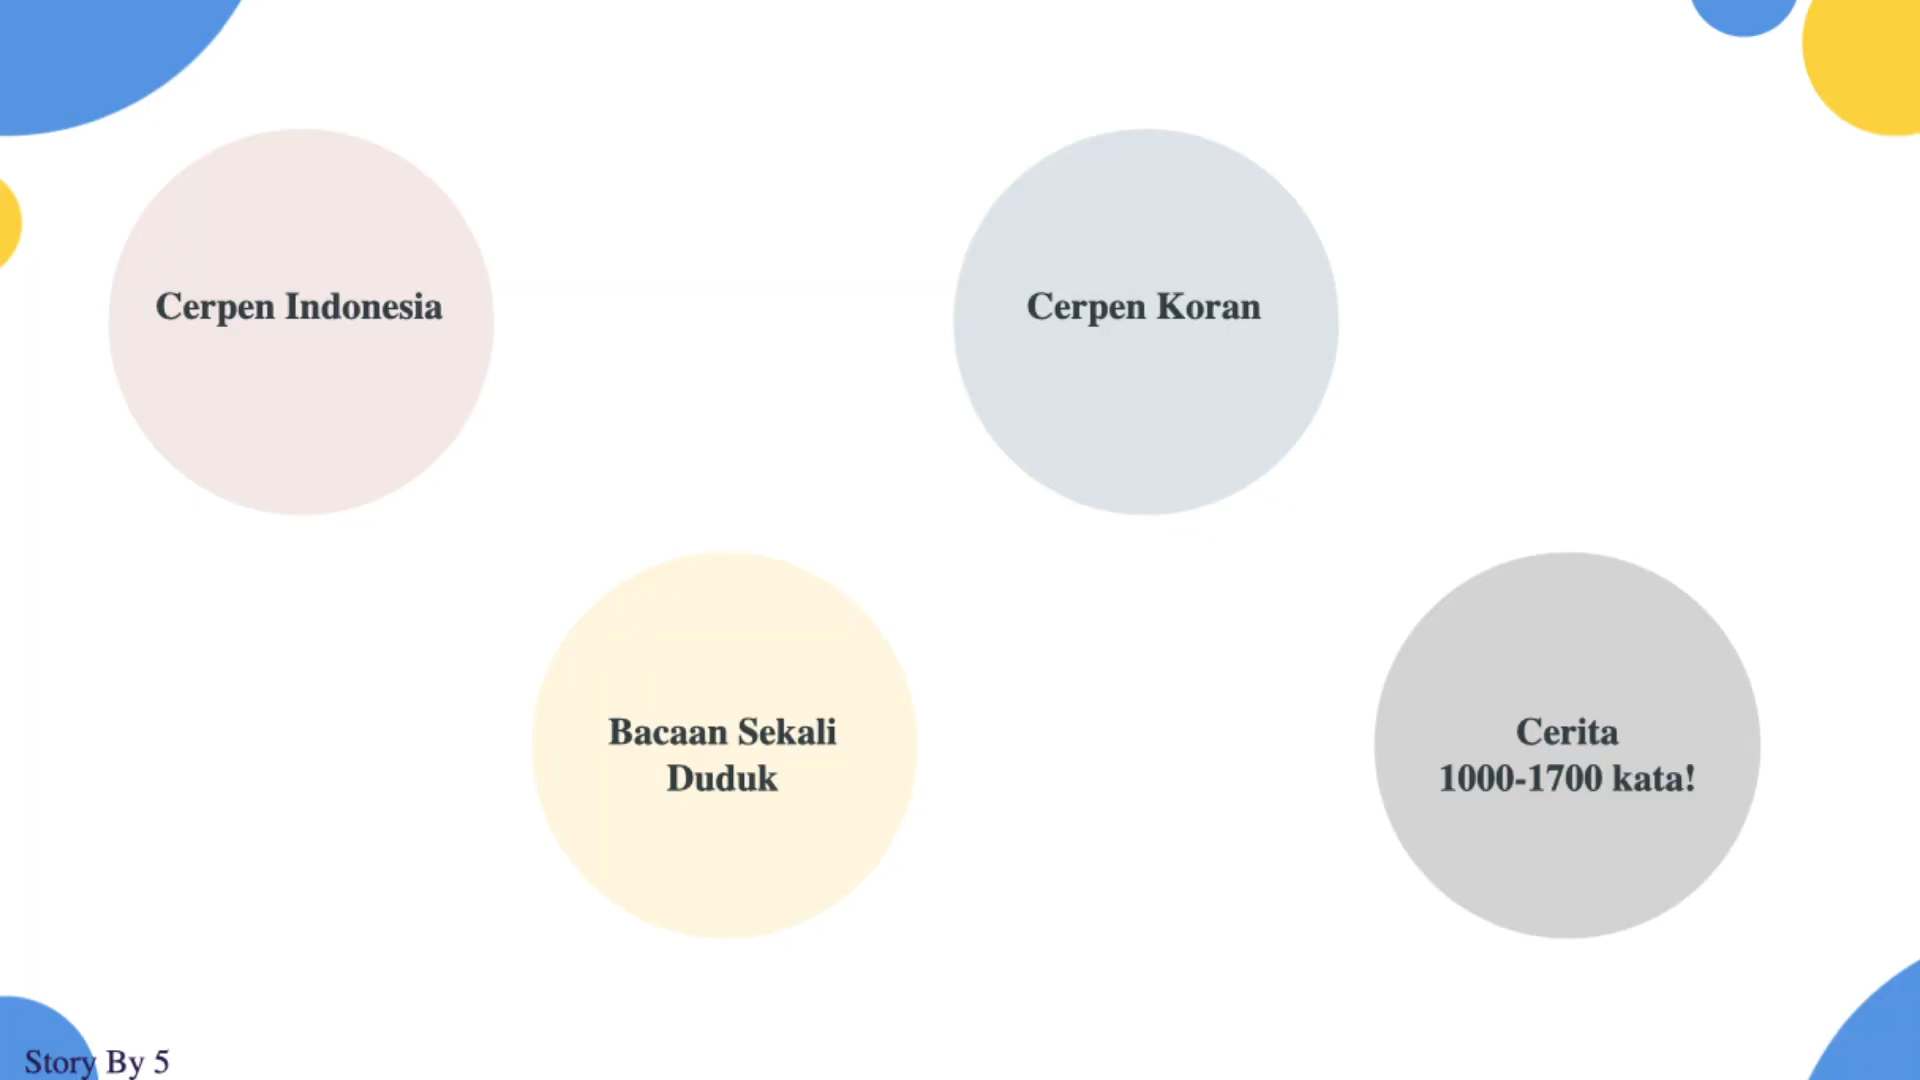 Cerpen Indonesia
Cerpen Koran
Bacaan Sekali
Duduk
Cerita
1000-1700 kata!
Story By 5